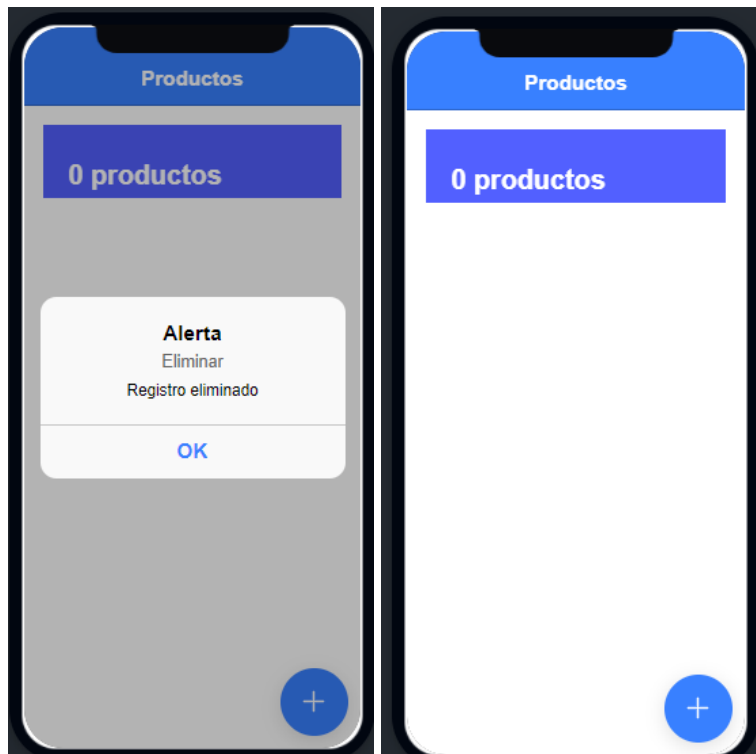 Productos
0 productos
Alerta
Eliminar
Registro eliminado
OK
+
Productos
0 productos
+